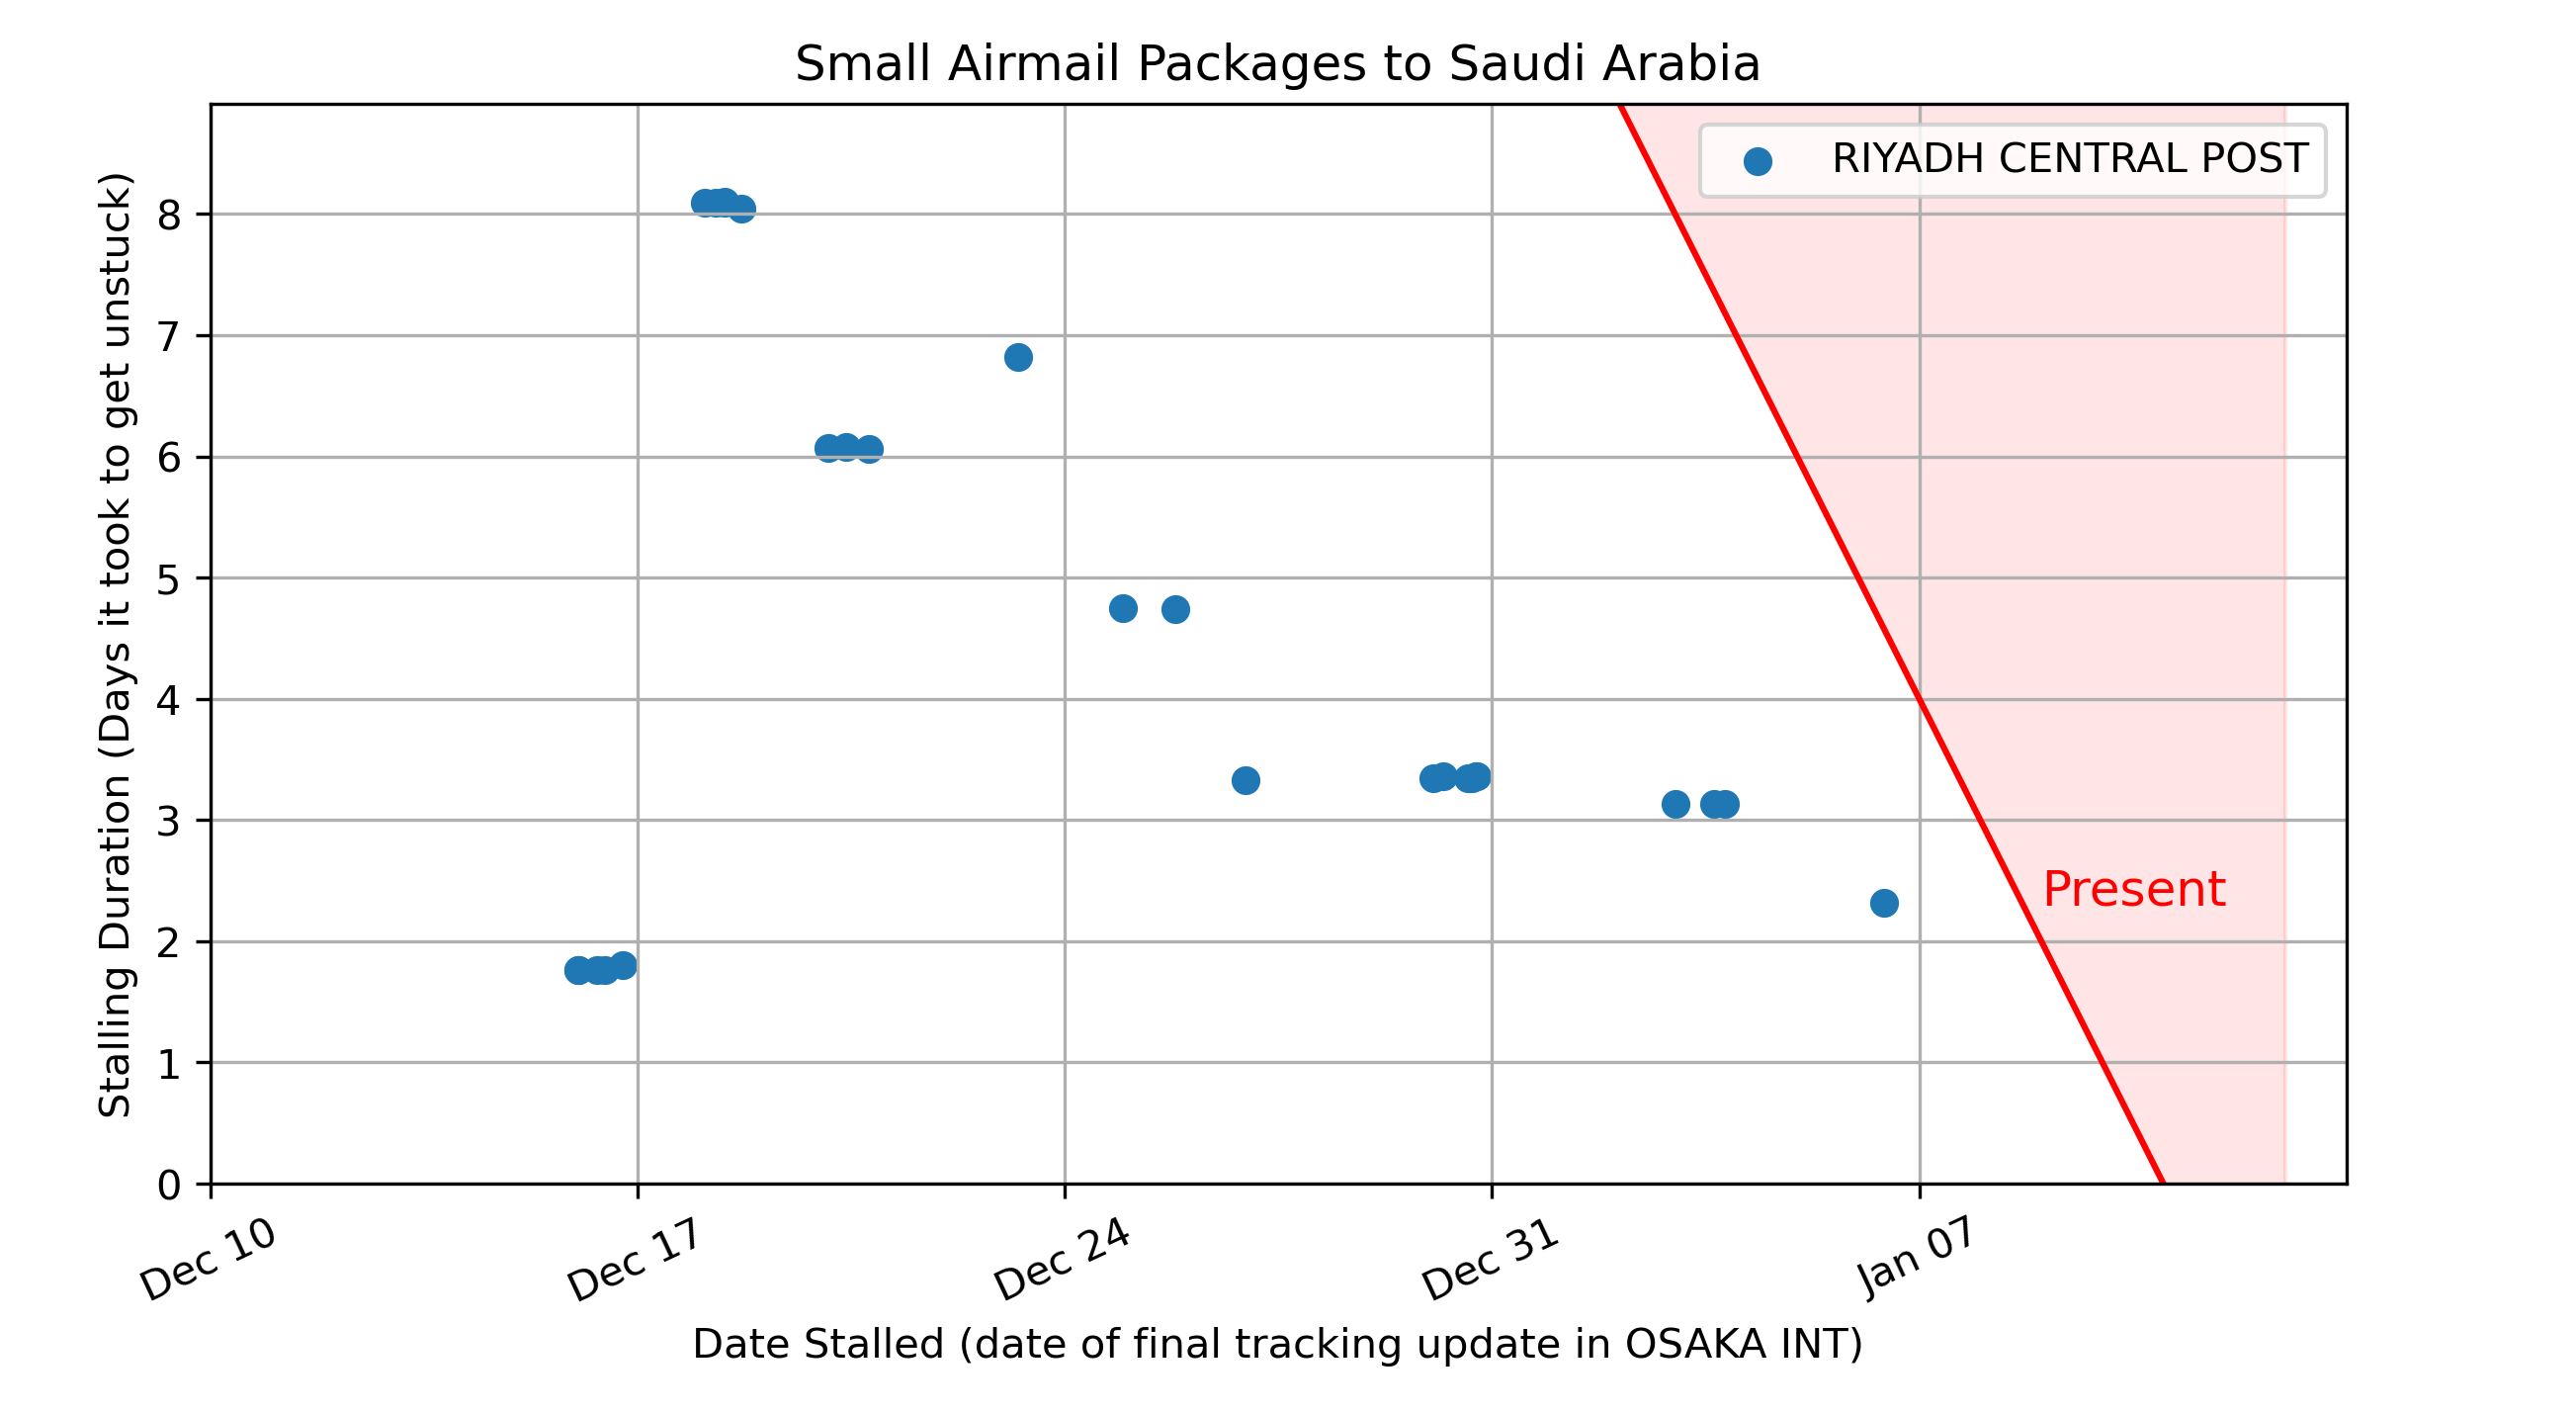 Small Airmail Packages to Saudi Arabia
RIYADH CENTRAL POST
Stalling Duration (Days it took to get unstuck)
8
7
6
5
4
3
2
1
0
Present
Dec 10
Dec 17
Dec 24
Dec 31
Jan 07
Date Stalled (date of final tracking update in OSAKA INT)